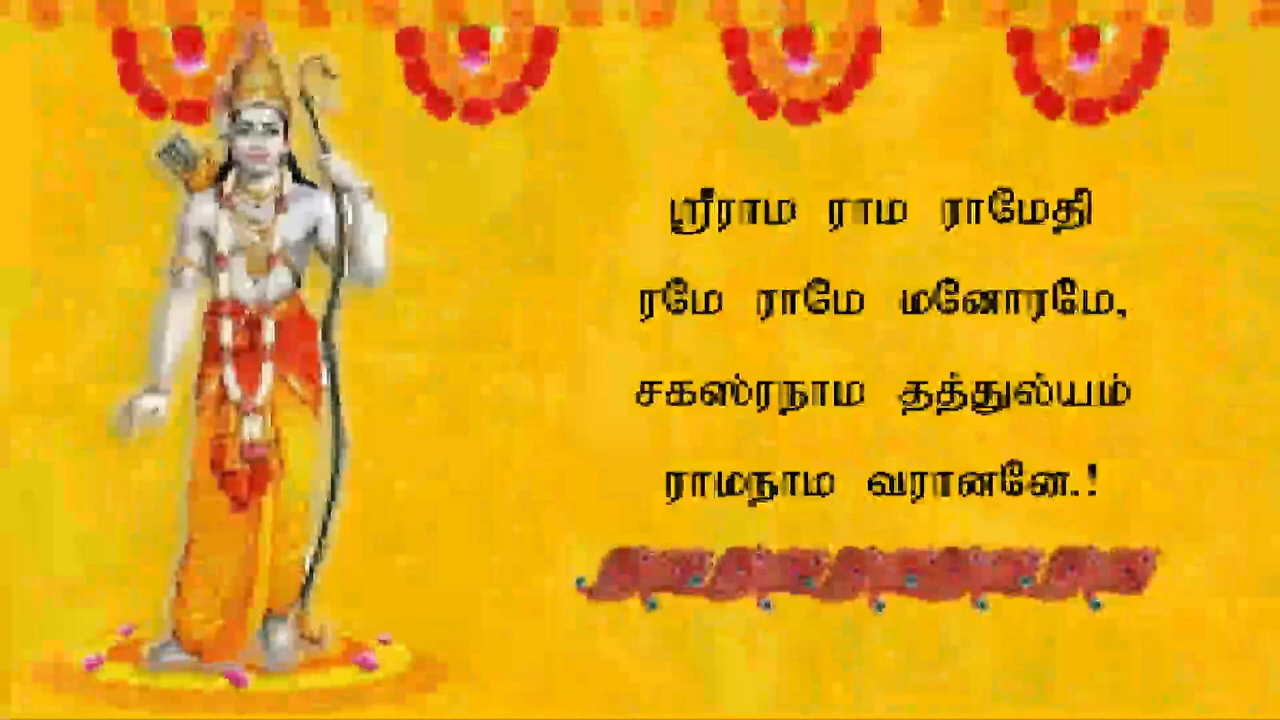 ஸ்ரீராம ராம ராமேதி
ரமே ராமே மனோரமே,
சகஸ்ரநாம தத்துல்யம்
ராமநாம வரானனே.!